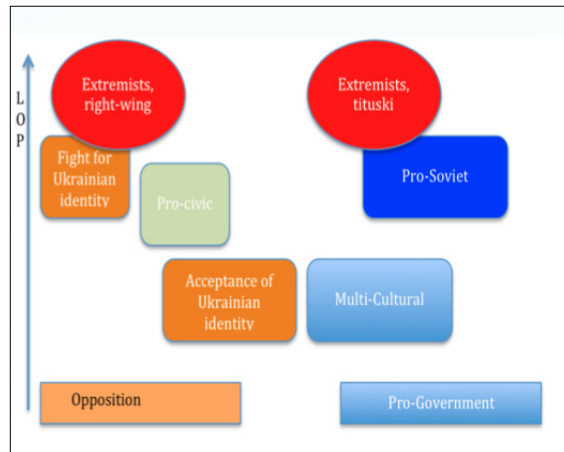 L
O
P
Extremists,
right-wing
Extremists,
tituski
Fight for
Ukrainian
identity
Pro-civic
Pro-Soviet
Acceptance of
Ukrainian
identity
Multi-Cultural
Opposition
Pro-Government